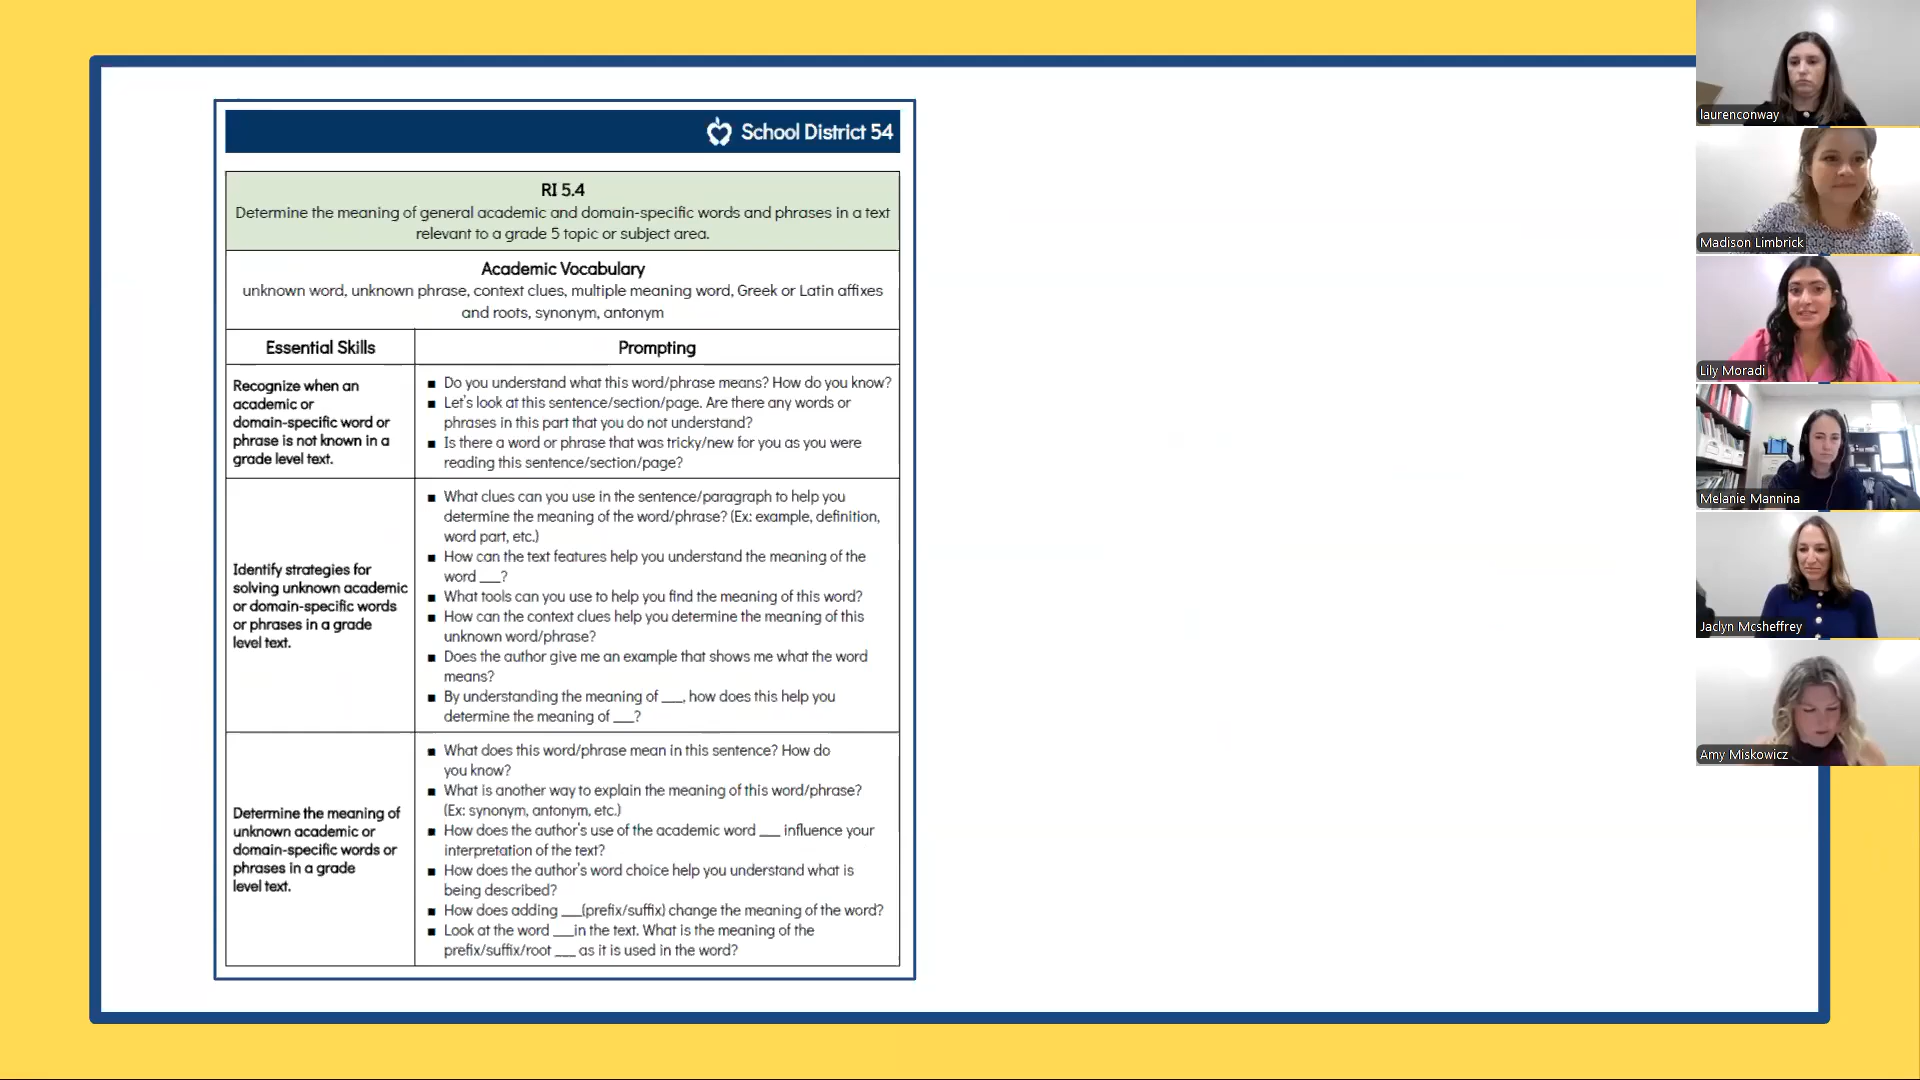 School District 54
RI 5.4
Determine the meaning of general academic and domain-specific words and phrases in a text
relevant to a grade 5 topic or subject area.
Academic Vocabulary
unknown word, unknown phrase, context clues, multiple meaning word, Greek or Latin affixes
and roots, synonym, antonym
Essential Skills
Prompting
Recognize when an
academic or
domain-specific word or
phrase is not known in a
grade level text.
■ Do you understand what this word/phrase means? How do you know?
■ Let's look at this sentence/section/page. Are there any words or
phrases in this part that you do not understand?
■ Is there a word or phrase that was tricky/new for you as you were
reading this sentence/section/page?
Identify strategies for
solving unknown academic
or domain-specific words
or phrases in a grade
level text.
■ What clues can you use in the sentence/paragraph to help you
determine the meaning of the word/phrase? (Ex: example, definition,
word part, etc.)
■ How can the text features help you understand the meaning of the
word ___?
■ What tools can you use to help you find the meaning of this word?
■ How can the context clues help you determine the meaning of this
unknown word/phrase?
■ Does the author give me an example that shows me what the word
means?
■ By understanding the meaning of ___, how does this help you
determine the meaning of ___?
Determine the meaning of
unknown academic or
domain-specific words or
phrases in a grade
level text.
■ What does this word/phrase mean in this sentence? How do
you know?
■ What is another way to explain the meaning of this word/phrase?
(Ex: synonym, antonym, etc.)
■ How does the author's use of the academic word ___ influence your
interpretation of the text?
■ How does the author's word choice help you understand what is
being described?
■ How does adding ___(prefix/suffix) change the meaning of the word?
■ Look at the word ___in the text. What is the meaning of the
prefix/suffix/root ___ as it is used in the word?
laurenconway
Madison Limbrick
Lily Moradi
Melanie Mannina
Jaclyn Mcsheffrey
Amy Miskowicz